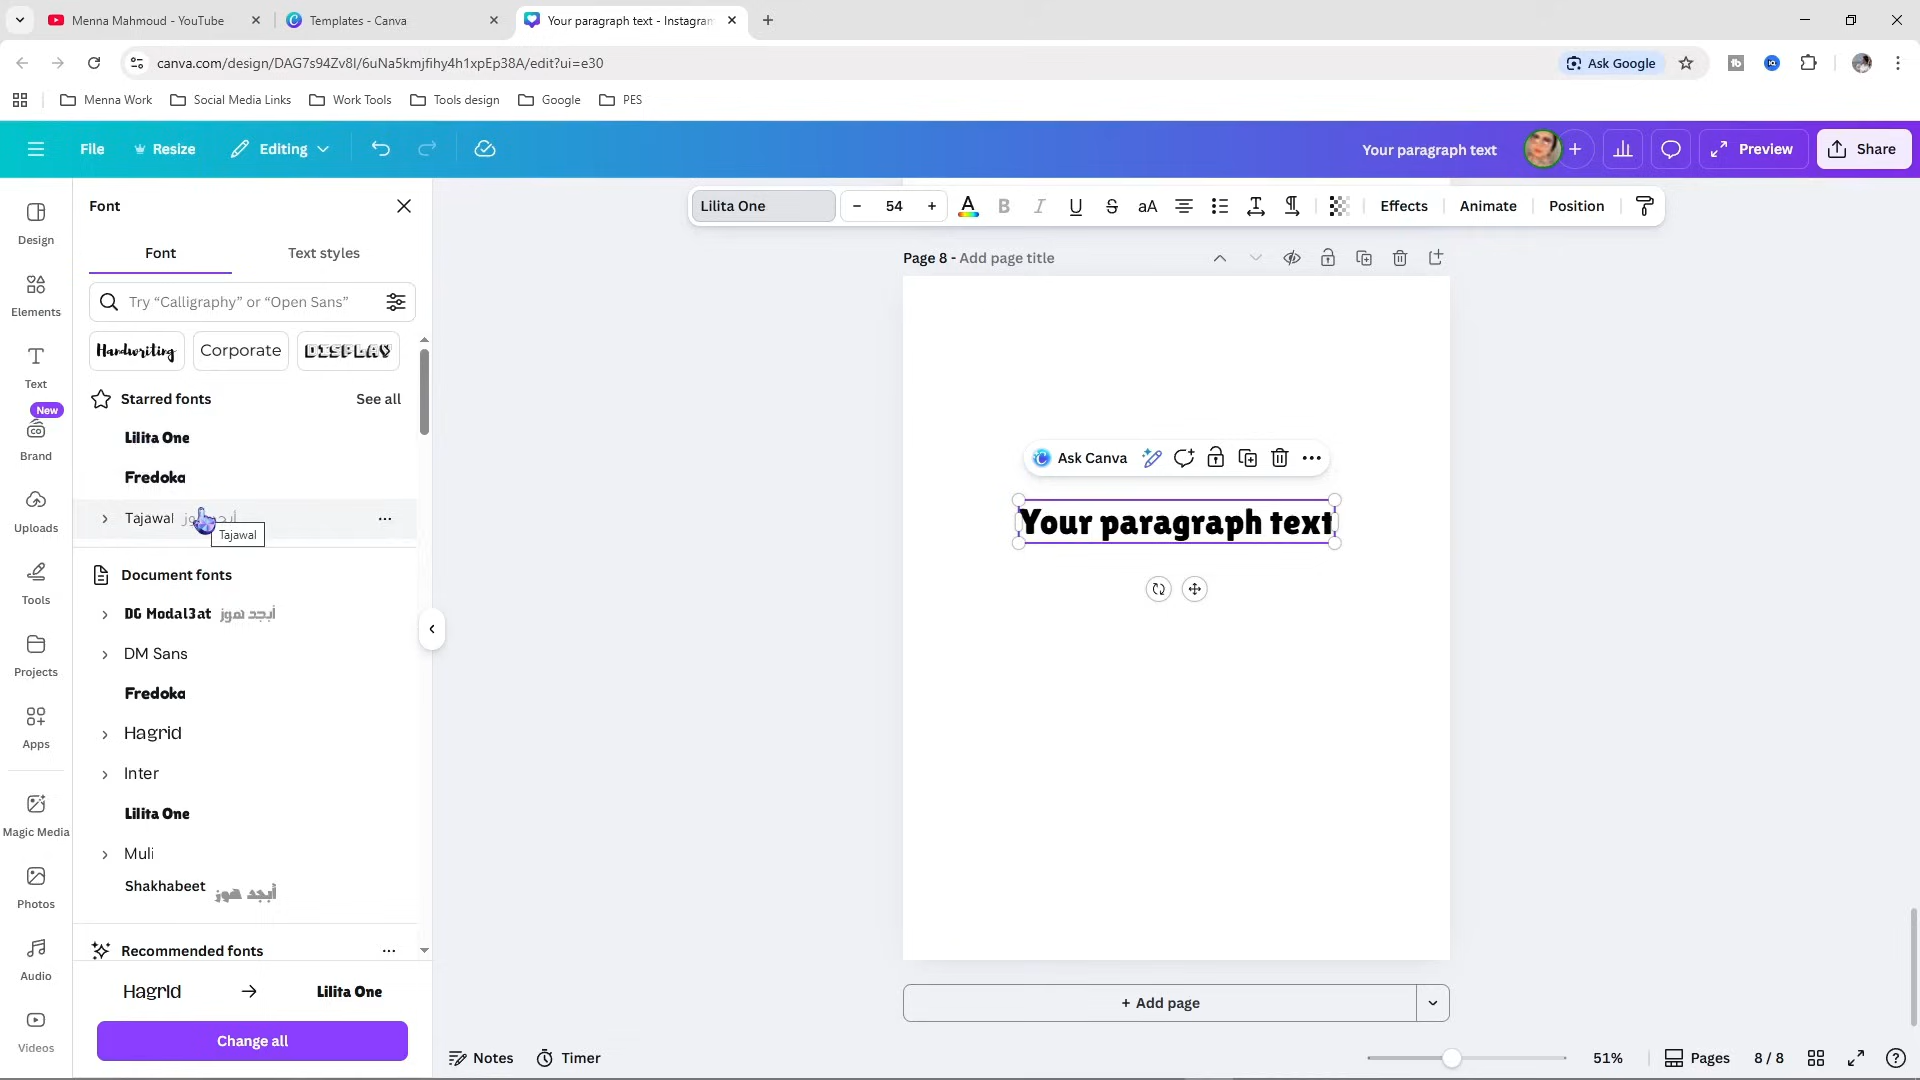 Menna Mahmoud - YouTube
Templates - Canva
Your paragraph text - Instagram
canva.com/design/DAG7s94Zv8I/6uNa5kmjfihy4h1xpEp38A/edit?ui=e30
Ask Google
Menna Work
Social Media Links
Work Tools
Tools design
Google
PES
File
Resize
Editing
Your paragraph text
Preview
Share
Design
Elements
Text
New
Brand
Uploads
Tools
Projects
Apps
Magic Media
Photos
Audio
Videos
Font
Font
Text styles
Try “Calligraphy” or “Open Sans”
Handwriting
Corporate
DISPLAY
Starred fonts
See all
Lilita One
Fredoka
Tajawal
Tajawal
Document fonts
DG Modal3at أبجد هوز
DM Sans
Fredoka
Hagrid
Inter
Lilita One
Muli
Shakhabeet أبجد هوز
Recommended fonts
Hagrid → Lilita One
Change all
Lilita One
− 54 +
A B I U S aA
Effects
Animate
Position
Page 8 - Add page title
Ask Canva
Your paragraph text
+ Add page
Notes
Timer
51%
Pages
8 / 8